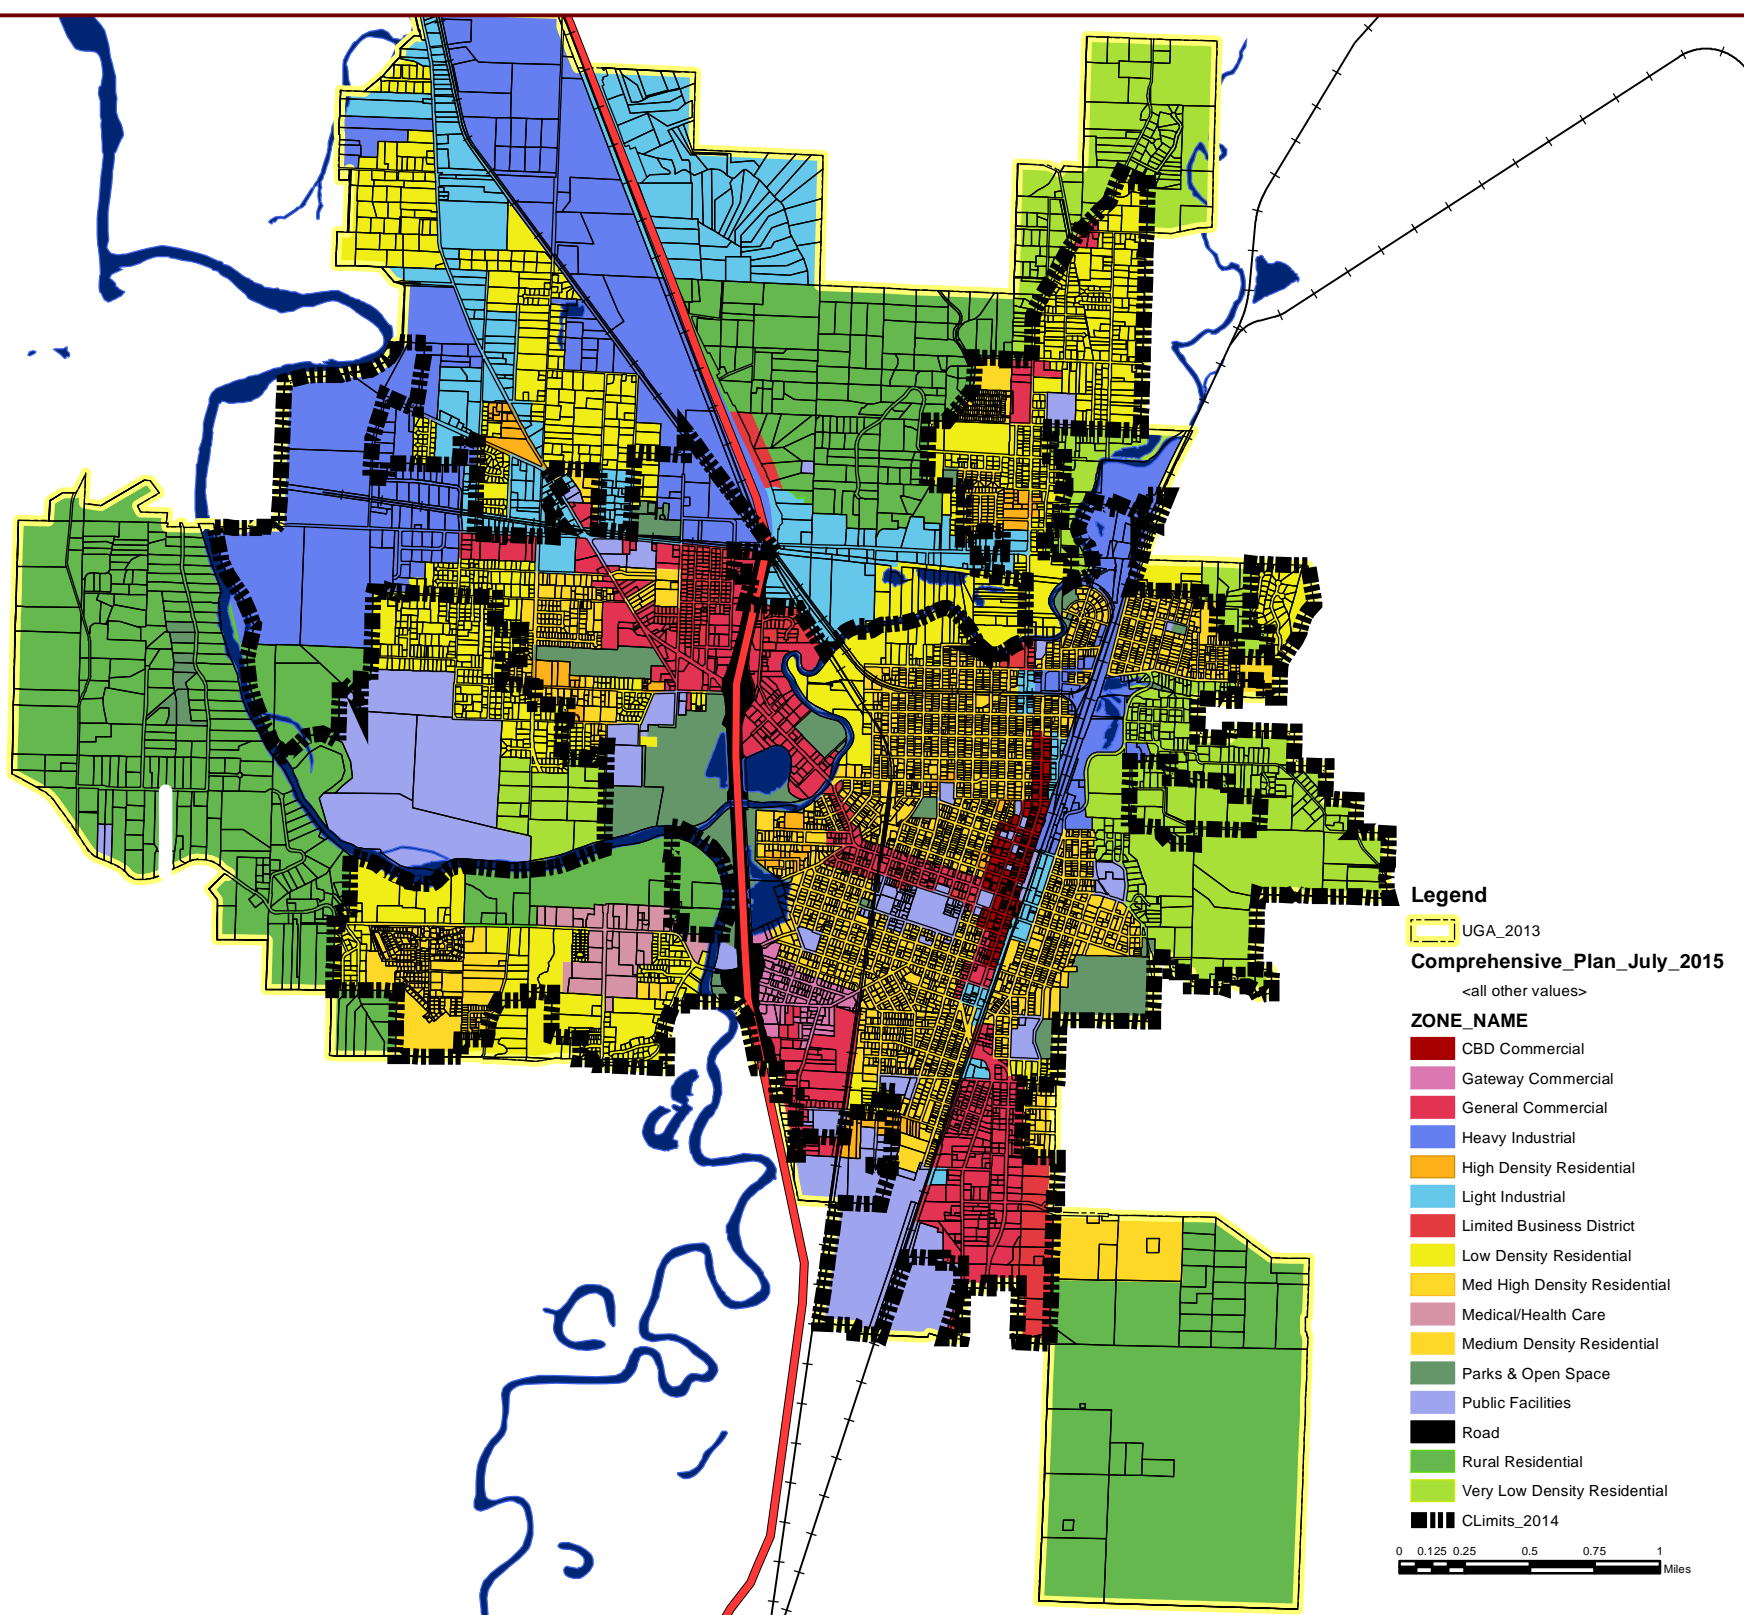 Legend
UGA_2013
Comprehensive_Plan_July_2015
<all other values>
ZONE_NAME
CBD Commercial
Gateway Commercial
General Commercial
Heavy Industrial
High Density Residential
Light Industrial
Limited Business District
Low Density Residential
Med High Density Residential
Medical/Health Care
Medium Density Residential
Parks & Open Space
Public Facilities
Road
Rural Residential
Very Low Density Residential
CLimits_2014
0 0.125 0.25 0.5 0.75 1
Miles